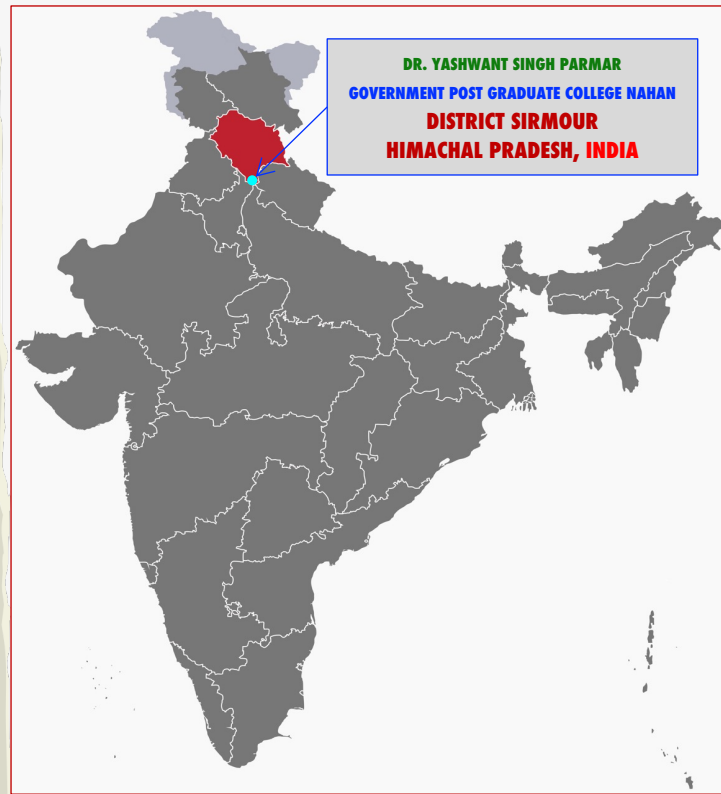 DR. YASHWANT SINGH PARMAR
GOVERNMENT POST GRADUATE COLLEGE NAHAN
DISTRICT SIRMOUR
HIMACHAL PRADESH, INDIA